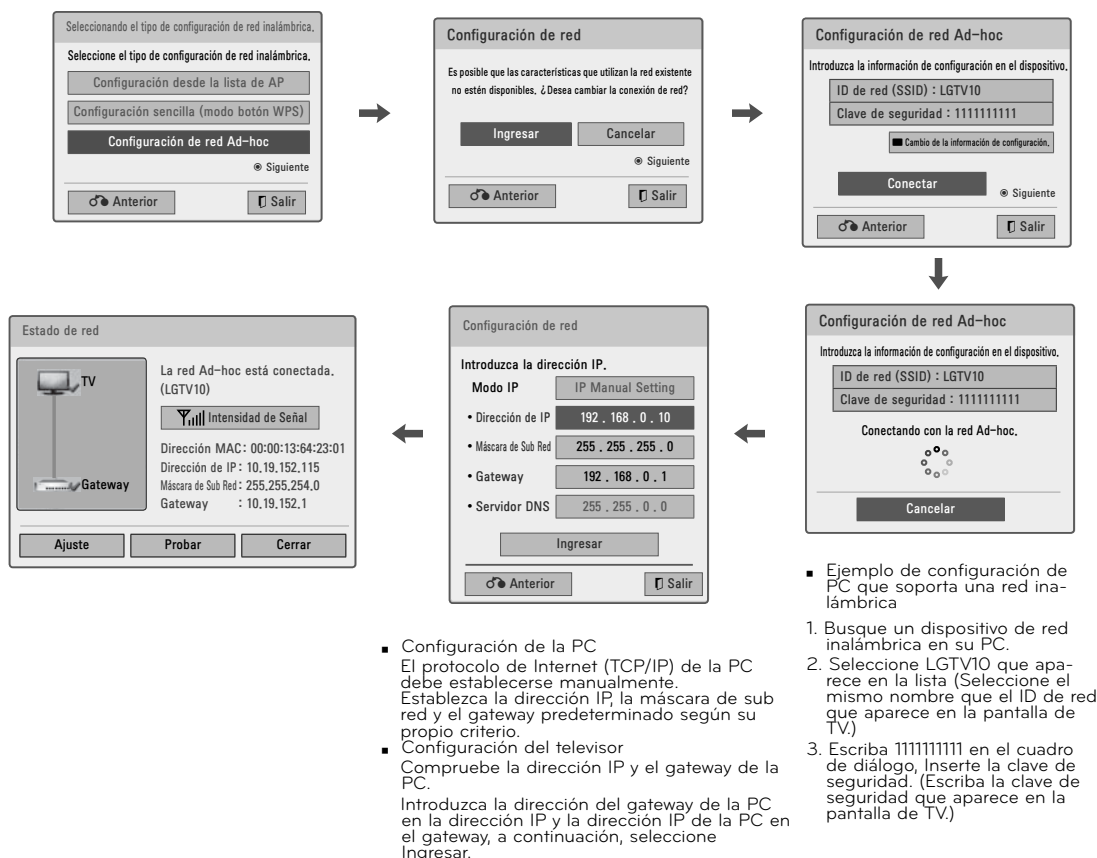 Seleccionando el tipo de configuración de red inalámbrica.
Seleccione el tipo de configuración de red inalámbrica.
Configuración desde la lista de AP
Configuración sencilla (modo botón WPS)
Configuración de red Ad-hoc
Siguiente
Anterior
Salir
Configuración de red
Es posible que las características que utilizan la red existente
no estén disponibles. ¿Desea cambiar la conexión de red?
Ingresar
Cancelar
Siguiente
Anterior
Salir
Configuración de red Ad-hoc
Introduzca la información de configuración en el dispositivo.
ID de red (SSID) : LGTV10
Clave de seguridad : 1111111111
Cambio de la información de configuración.
Conectar
Siguiente
Anterior
Salir
Configuración de red Ad-hoc
Introduzca la información de configuración en el dispositivo.
ID de red (SSID) : LGTV10
Clave de seguridad : 1111111111
Conectando con la red Ad-hoc.
Cancelar
Configuración de red
Introduzca la dirección IP.
Modo IP IP Manual Setting
• Dirección de IP 192 . 168 . 0 . 10
• Máscara de Sub Red 255 . 255 . 255 . 0
• Gateway 192 . 168 . 0 . 1
• Servidor DNS 255 . 255 . 0 . 0
Ingresar
Anterior
Salir
Estado de red
TV
Gateway
La red Ad-hoc está conectada.
(LGTV10)
Intensidad de Señal
Dirección MAC : 00:00:13:64:23:01
Dirección de IP : 10.19.152.115
Máscara de Sub Red : 255.255.254.0
Gateway : 10.19.152.1
Ajuste
Probar
Cerrar
■ Ejemplo de configuración de
PC que soporta una red ina-
lámbrica
1. Busque un dispositivo de red
inalámbrica en su PC.
2. Seleccione LGTV10 que apa-
rece en la lista (Seleccione el
mismo nombre que el ID de red
que aparece en la pantalla de
TV.)
3. Escriba 1111111111 en el cuadro
de diálogo, Inserte la clave de
seguridad. (Escriba la clave de
seguridad que aparece en la
pantalla de TV.)
■ Configuración de la PC
El protocolo de Internet (TCP/IP) de la PC
debe establecerse manualmente.
Establezca la dirección IP, la máscara de sub
red y el gateway predeterminado según su
propio criterio.
■ Configuración del televisor
Compruebe la dirección IP y el gateway de la
PC.
Introduzca la dirección del gateway de la PC
en la dirección IP y la dirección IP de la PC en
el gateway, a continuación, seleccione
Ingresar.